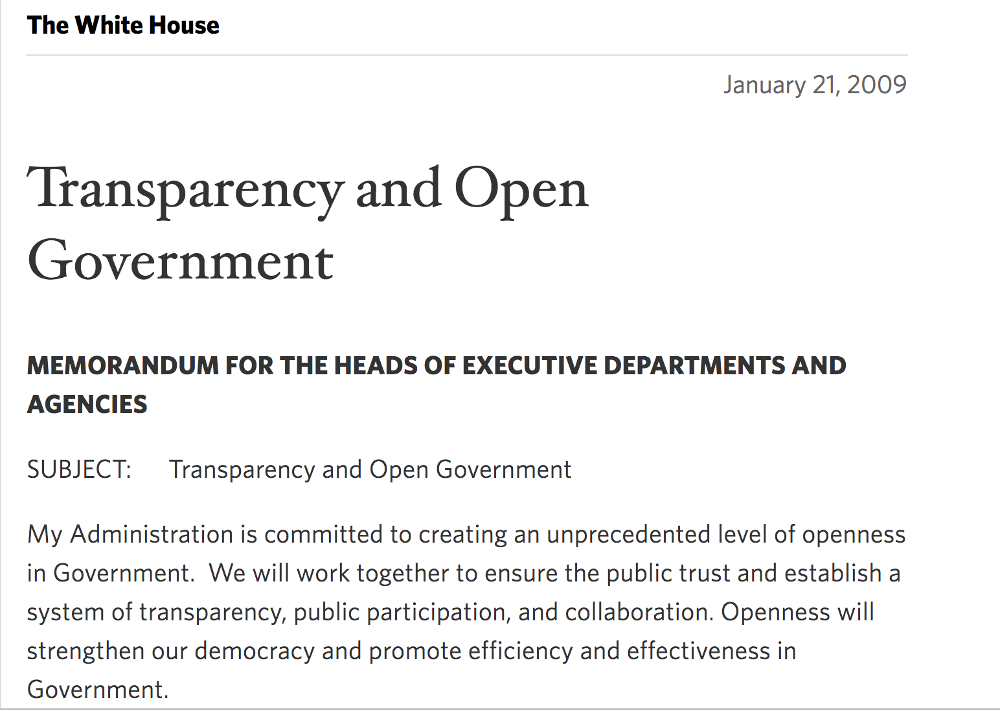 The White House
January 21, 2009
Transparency and Open
Government
MEMORANDUM FOR THE HEADS OF EXECUTIVE DEPARTMENTS AND
AGENCIES
SUBJECT:     Transparency and Open Government
My Administration is committed to creating an unprecedented level of openness
in Government.  We will work together to ensure the public trust and establish a
system of transparency, public participation, and collaboration. Openness will
strengthen our democracy and promote efficiency and effectiveness in
Government.